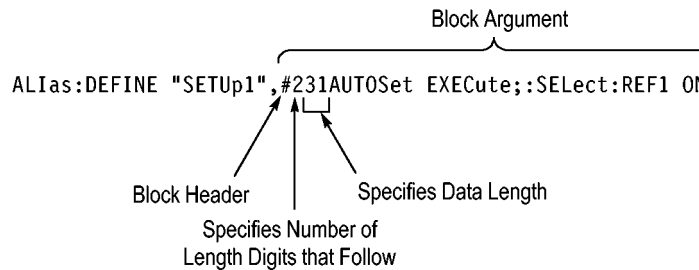 Block Argument
ALIas:DEFINE "SETUp1",#231AUTOSet EXECute;::SELect:REF1 ON
Block Header
Specifies Data Length
Specifies Number of
Length Digits that Follow